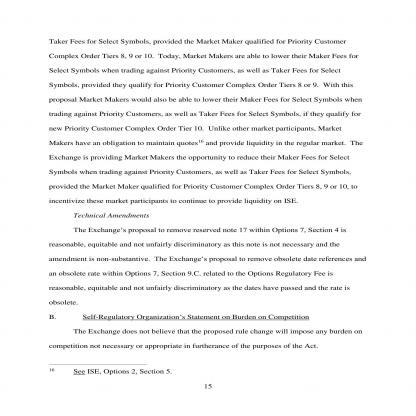 Taker Fees for Select Symbols, provided the Market Maker qualified for Priority Customer
Complex Order Tiers 8, 9 or 10.  Today, Market Makers are able to lower their Maker Fees for
Select Symbols when trading against Priority Customers, as well as Taker Fees for Select
Symbols, provided they qualify for Priority Customer Complex Order Tiers 8 or 9.  With this
proposal Market Makers would also be able to lower their Maker Fees for Select Symbols when
trading against Priority Customers, as well as Taker Fees for Select Symbols, if they qualify for
new Priority Customer Complex Order Tier 10.  Unlike other market participants, Market
Makers have an obligation to maintain quotes16 and provide liquidity in the regular market.  The
Exchange is providing Market Makers the opportunity to reduce their Maker Fees for Select
Symbols when trading against Priority Customers, as well as Taker Fees for Select Symbols,
provided the Market Maker qualified for Priority Customer Complex Order Tiers 8, 9 or 10, to
incentivize these market participants to continue to provide liquidity on ISE.
Technical Amendments
The Exchange's proposal to remove reserved note 17 within Options 7, Section 4 is
reasonable, equitable and not unfairly discriminatory as this note is not necessary and the
amendment is non-substantive.  The Exchange's proposal to remove obsolete date references and
an obsolete rate within Options 7, Section 9.C. related to the Options Regulatory Fee is
reasonable, equitable and not unfairly discriminatory as the dates have passed and the rate is
obsolete.
B. Self-Regulatory Organization's Statement on Burden on Competition
The Exchange does not believe that the proposed rule change will impose any burden on
competition not necessary or appropriate in furtherance of the purposes of the Act.
16 See ISE, Options 2, Section 5.
15